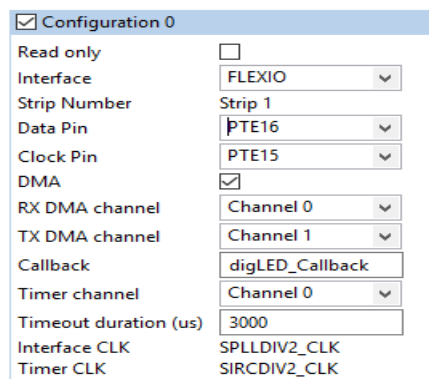 Configuration 0
Read only
Interface FLEXIO
Strip Number Strip 1
Data Pin PTE16
Clock Pin PTE15
DMA
RX DMA channel Channel 0
TX DMA channel Channel 1
Callback digLED_Callback
Timer channel Channel 0
Timeout duration (us) 3000
Interface CLK SPLLDIV2_CLK
Timer CLK SIRCDIV2_CLK